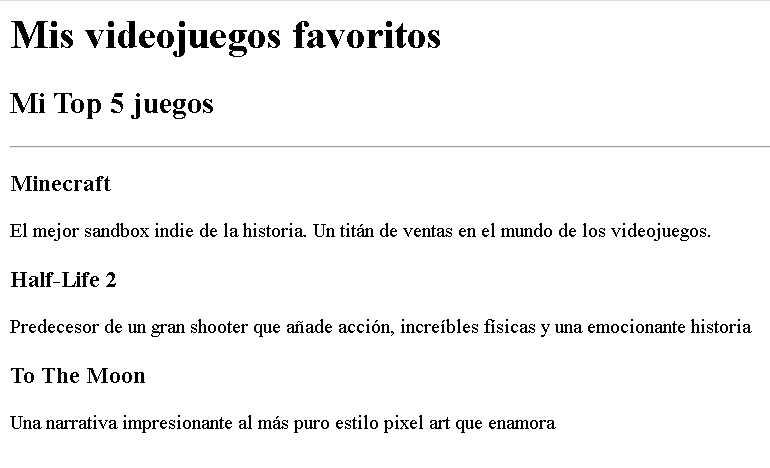 Mis videojuegos favoritos
Mi Top 5 juegos
Minecraft
El mejor sandbox indie de la historia. Un titán de ventas en el mundo de los videojuegos.
Half-Life 2
Predecesor de un gran shooter que añade acción, increíbles físicas y una emocionante historia
To The Moon
Una narrativa impresionante al más puro estilo pixel art que enamora